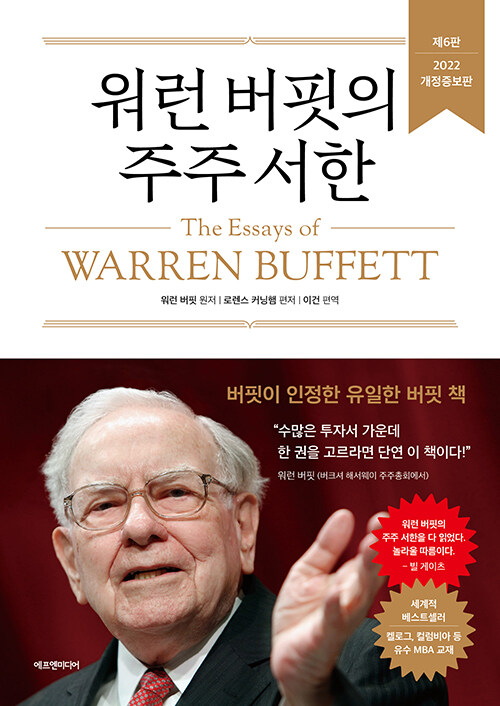 제6판
2022
개정증보판
워런 버핏의
주주 서한
The Essays of
WARREN BUFFETT
워런 버핏 원저 | 로렌스 커닝햄 편저 | 이건 편역
버핏이 인정한 유일한 버핏 책
“수많은 투자서 가운데
한 권을 고르라면 단연 이 책이다!”
워런 버핏 (버크셔 해서웨이 주주총회에서)
워런 버핏의
주주 서한을 다 읽었다.
놀라울 따름이다.
– 빌 게이츠
세계적
베스트셀러
켈로그, 컬럼비아 등
유수 MBA 교재
에프엔미디어